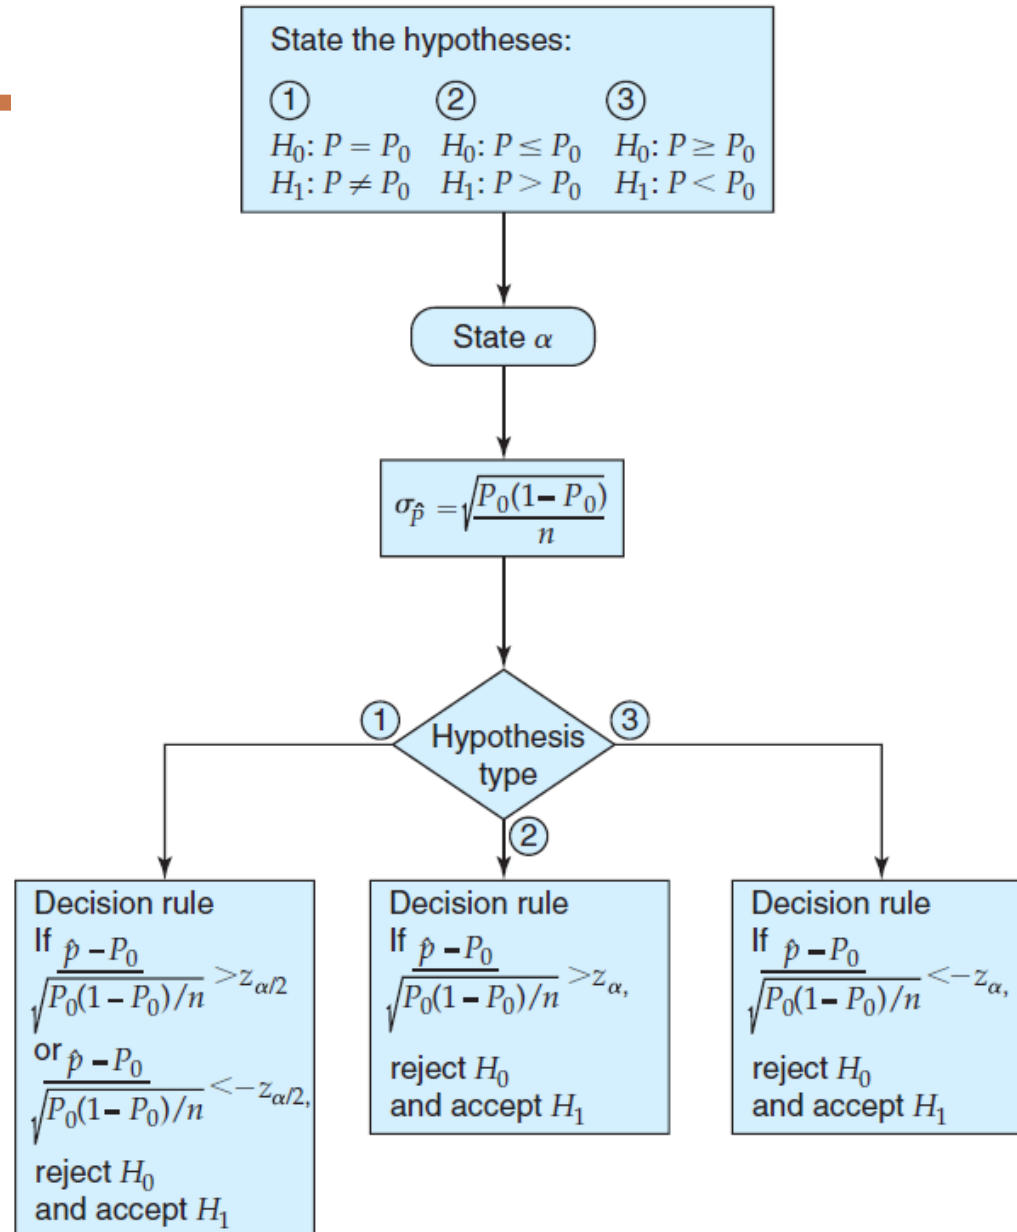 State the hypotheses:
① ② ③
H₀: P = P₀ H₀: P ≤ P₀ H₀: P ≥ P₀
H₁: P ≠ P₀ H₁: P > P₀ H₁: P < P₀
State α
σ_p̂ = √(P₀(1 − P₀)/n)
① Hypothesis ③
type
②
Decision rule
If (p̂ − P₀)/√(P₀(1 − P₀)/n) > z_α/2
or (p̂ − P₀)/√(P₀(1 − P₀)/n) < −z_α/2,
reject H₀
and accept H₁
Decision rule
If (p̂ − P₀)/√(P₀(1 − P₀)/n) > z_α,
reject H₀
and accept H₁
Decision rule
If (p̂ − P₀)/√(P₀(1 − P₀)/n) < −z_α,
reject H₀
and accept H₁